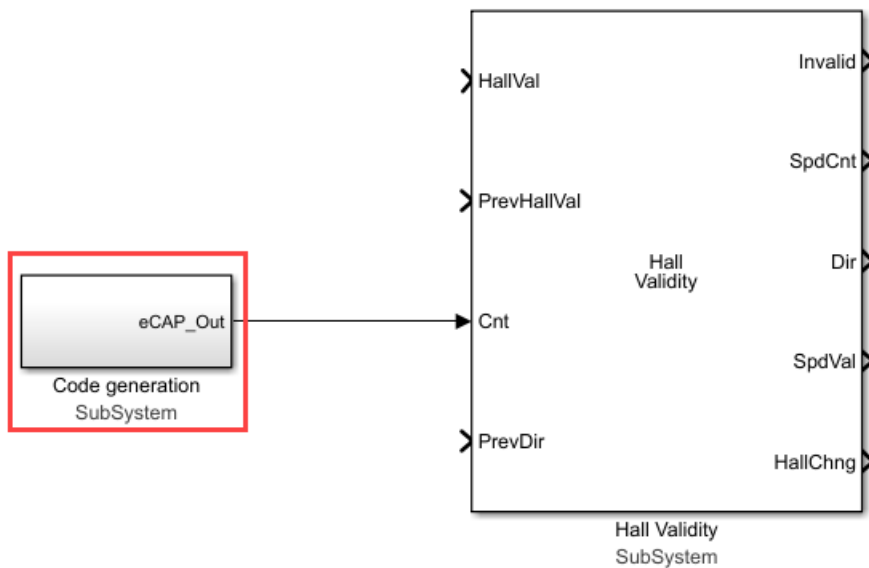 eCAP_Out
Code generation
SubSystem
HallVal
PrevHallVal
Cnt
PrevDir
Hall
Validity
Invalid
SpdCnt
Dir
SpdVal
HallChng
Hall Validity
SubSystem